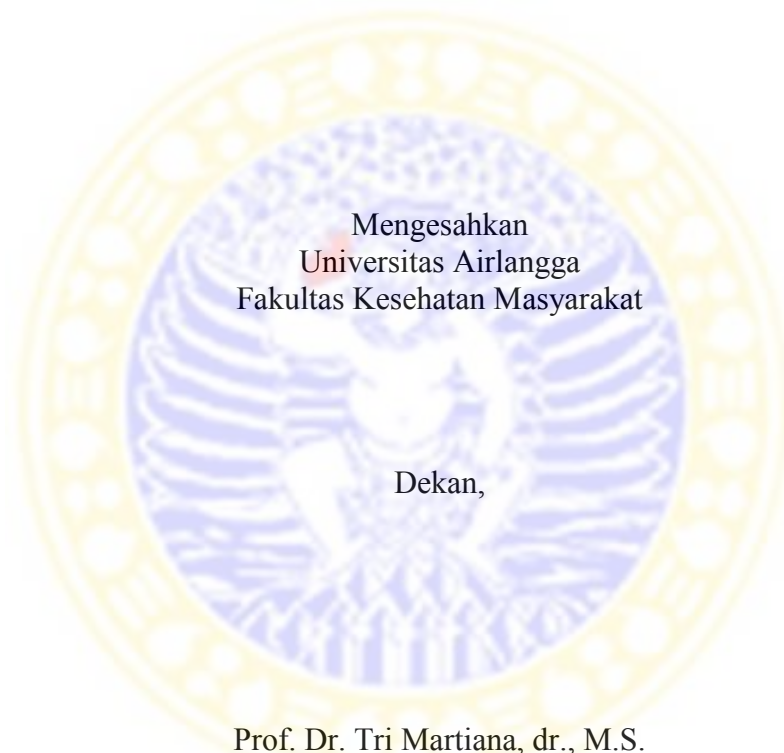 Mengesahkan
Universitas Airlangga
Fakultas Kesehatan Masyarakat
Dekan,
Prof. Dr. Tri Martiana, dr., M.S.